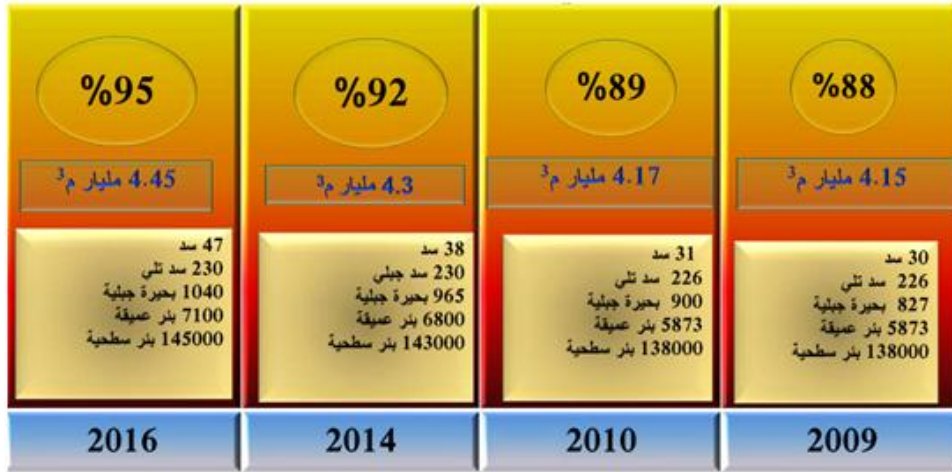 %88
4.15 مليار م³
30 سد
226 سد تلي
827 بحيرة جبلية
5873 بئر عميقة
138000 بئر سطحية
2009
%89
4.17 مليار م³
31 سد
226 سد تلي
900 بحيرة جبلية
5873 بئر عميقة
138000 بئر سطحية
2010
%92
4.3 مليار م³
38 سد
230 سد جبلي
965 بحيرة جبلية
6800 بئر عميقة
143000 بئر سطحية
2014
%95
4.45 مليار م³
47 سد
230 سد تلي
1040 بحيرة جبلية
7100 بئر عميقة
145000 بئر سطحية
2016